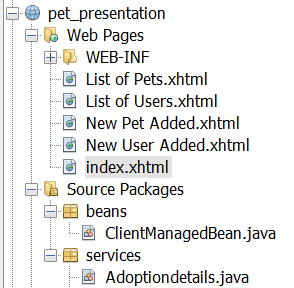 pet_presentation
Web Pages
WEB-INF
List of Pets.xhtml
List of Users.xhtml
New Pet Added.xhtml
New User Added.xhtml
index.xhtml
Source Packages
beans
ClientManagedBean.java
services
Adoptiondetails.java